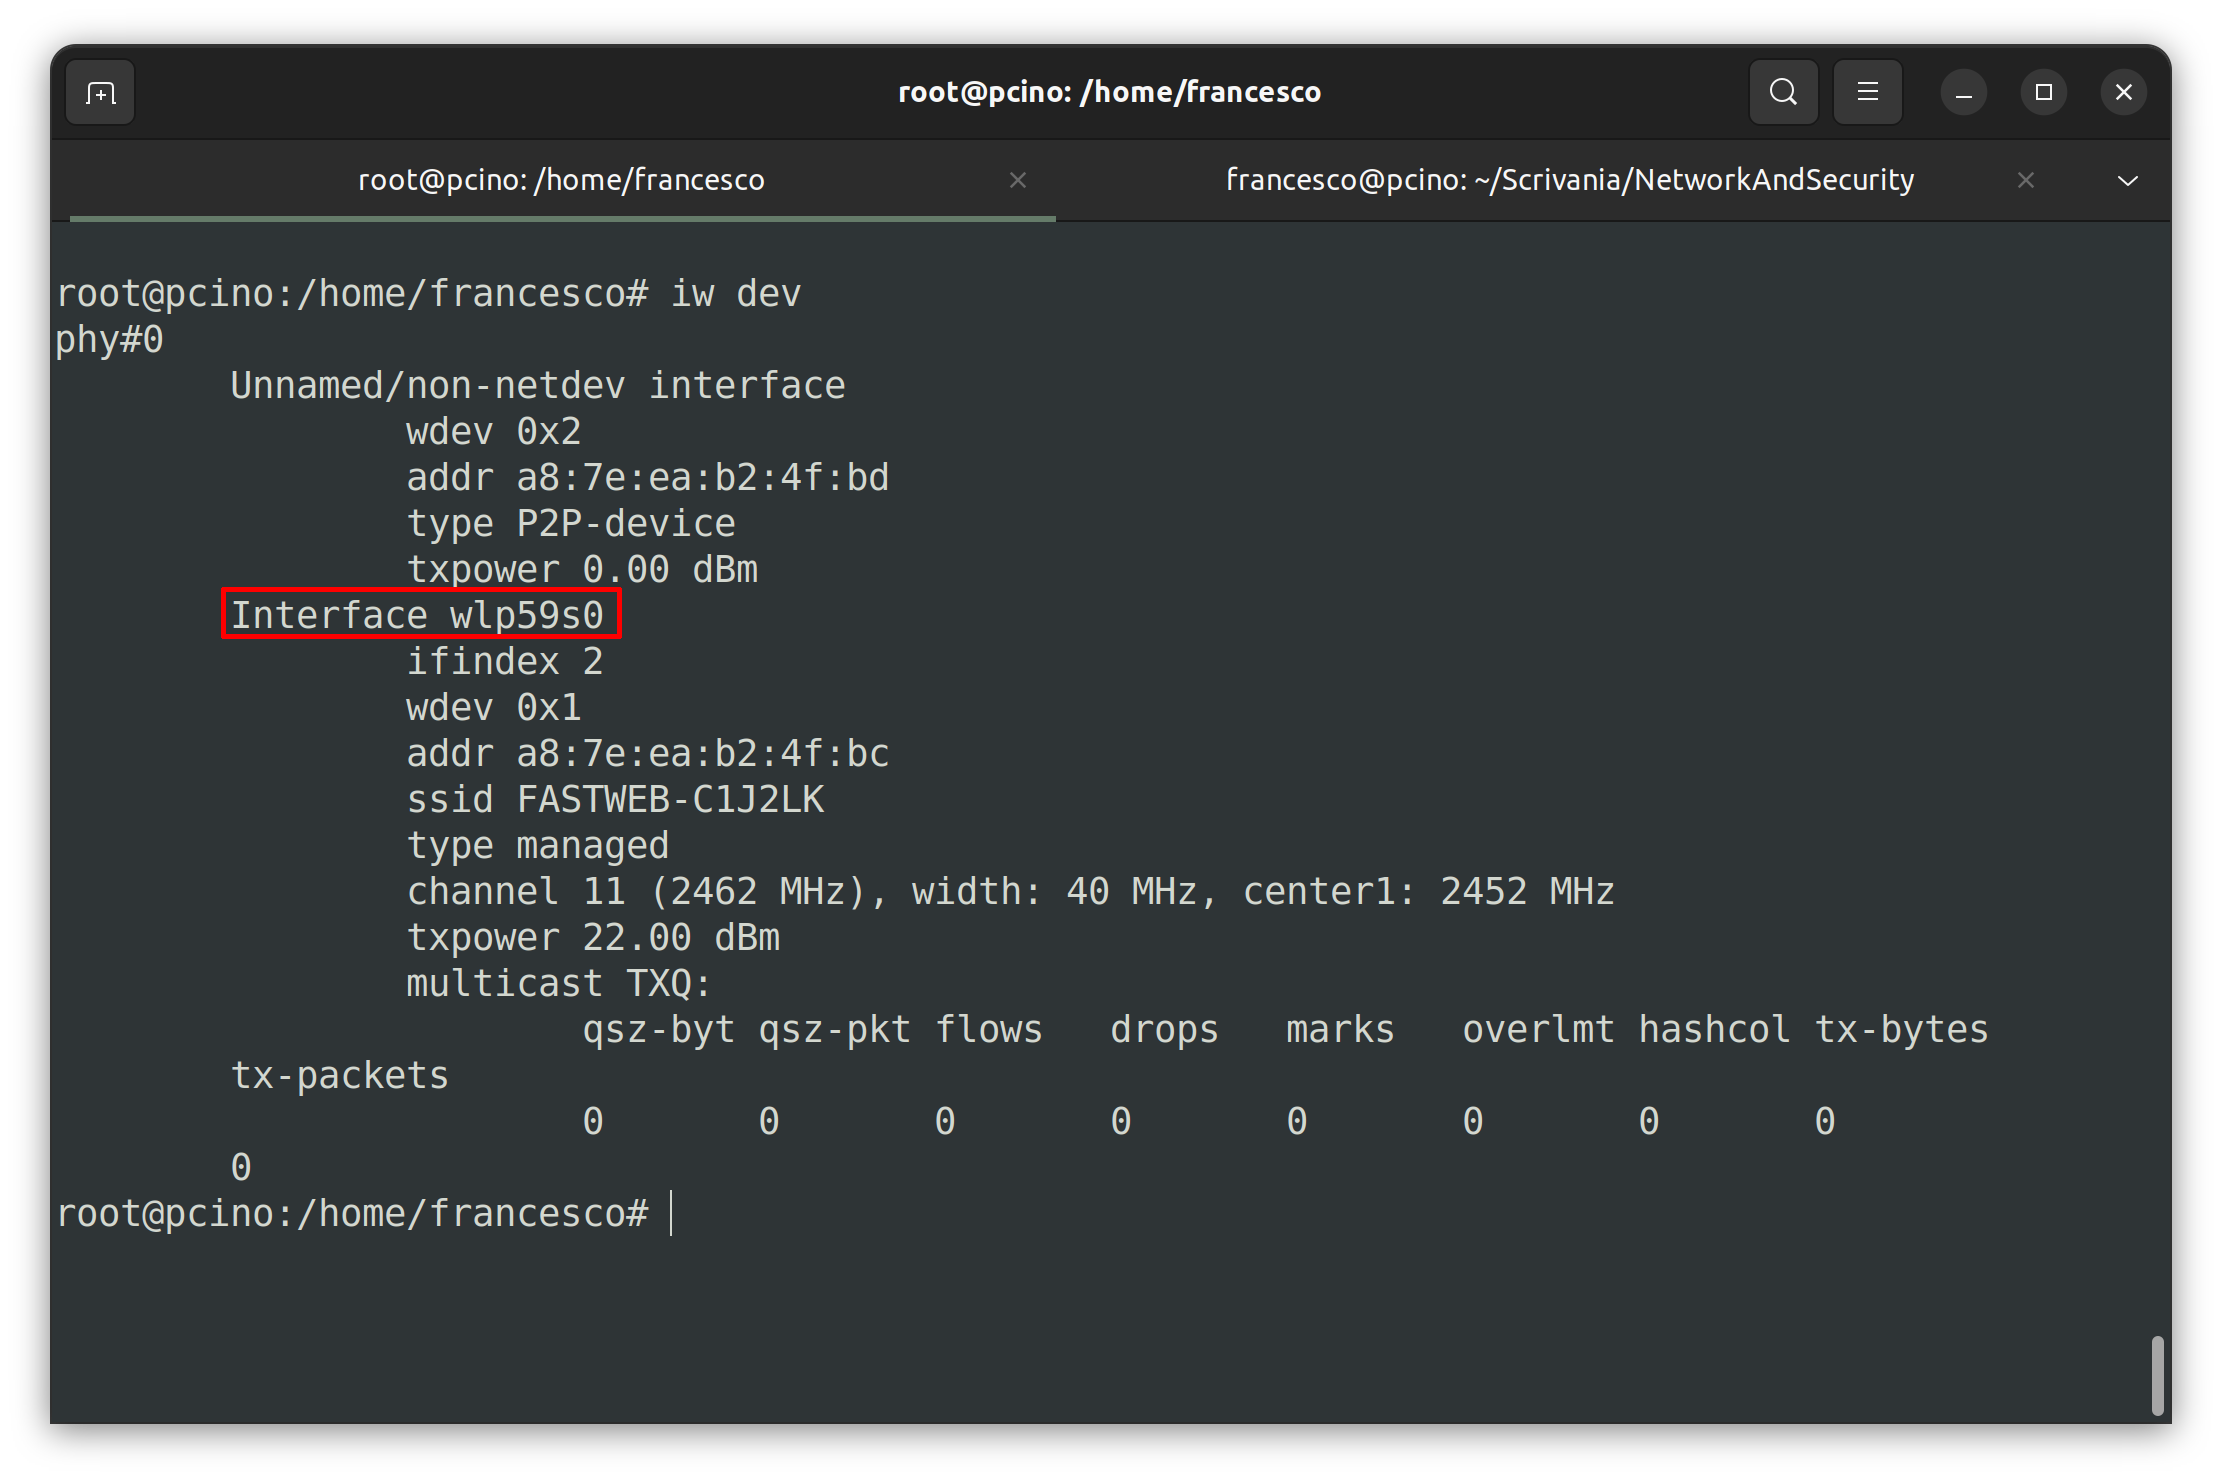 root@pcino: /home/francesco
root@pcino: /home/francesco
francesco@pcino: ~/Scrivania/NetworkAndSecurity
root@pcino:/home/francesco# iw dev
phy#0
Unnamed/non-netdev interface
wdev 0x2
addr a8:7e:ea:b2:4f:bd
type P2P-device
txpower 0.00 dBm
Interface wlp59s0
ifindex 2
wdev 0x1
addr a8:7e:ea:b2:4f:bc
ssid FASTWEB-C1J2LK
type managed
channel 11 (2462 MHz), width: 40 MHz, center1: 2452 MHz
txpower 22.00 dBm
multicast TXQ:
qsz-byt qsz-pkt flows drops marks overlmt hashcol tx-bytes
tx-packets
0 0 0 0 0 0 0 0
0
root@pcino:/home/francesco#